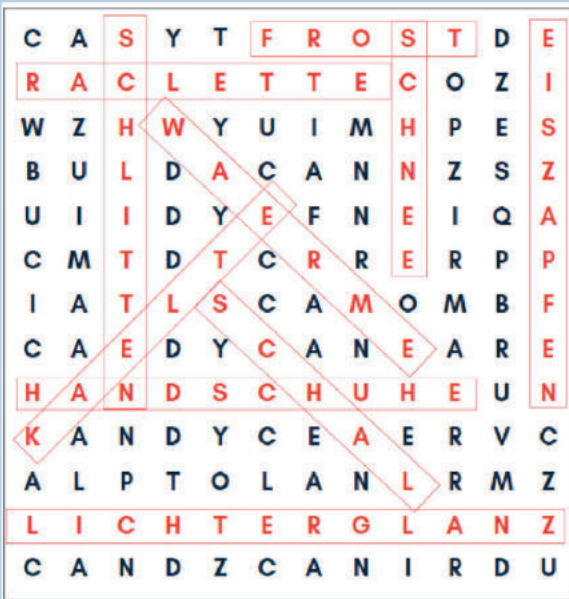 C A S Y T F R O S T D E
R A C L E T T E C O Z I
W Z H W Y U I M H P E S
B U L D A C A N N Z S Z
U I I D Y E F N E I Q A
C M T D T C R R E R P P
I A T L S C A M O M B F
C A E D Y C A N E A R E
H A N D S C H U H E U N
K A N D Y C E A E R V C
A L P T O L A N L R M Z
L I C H T E R G L A N Z
C A N D Z C A N I R D U